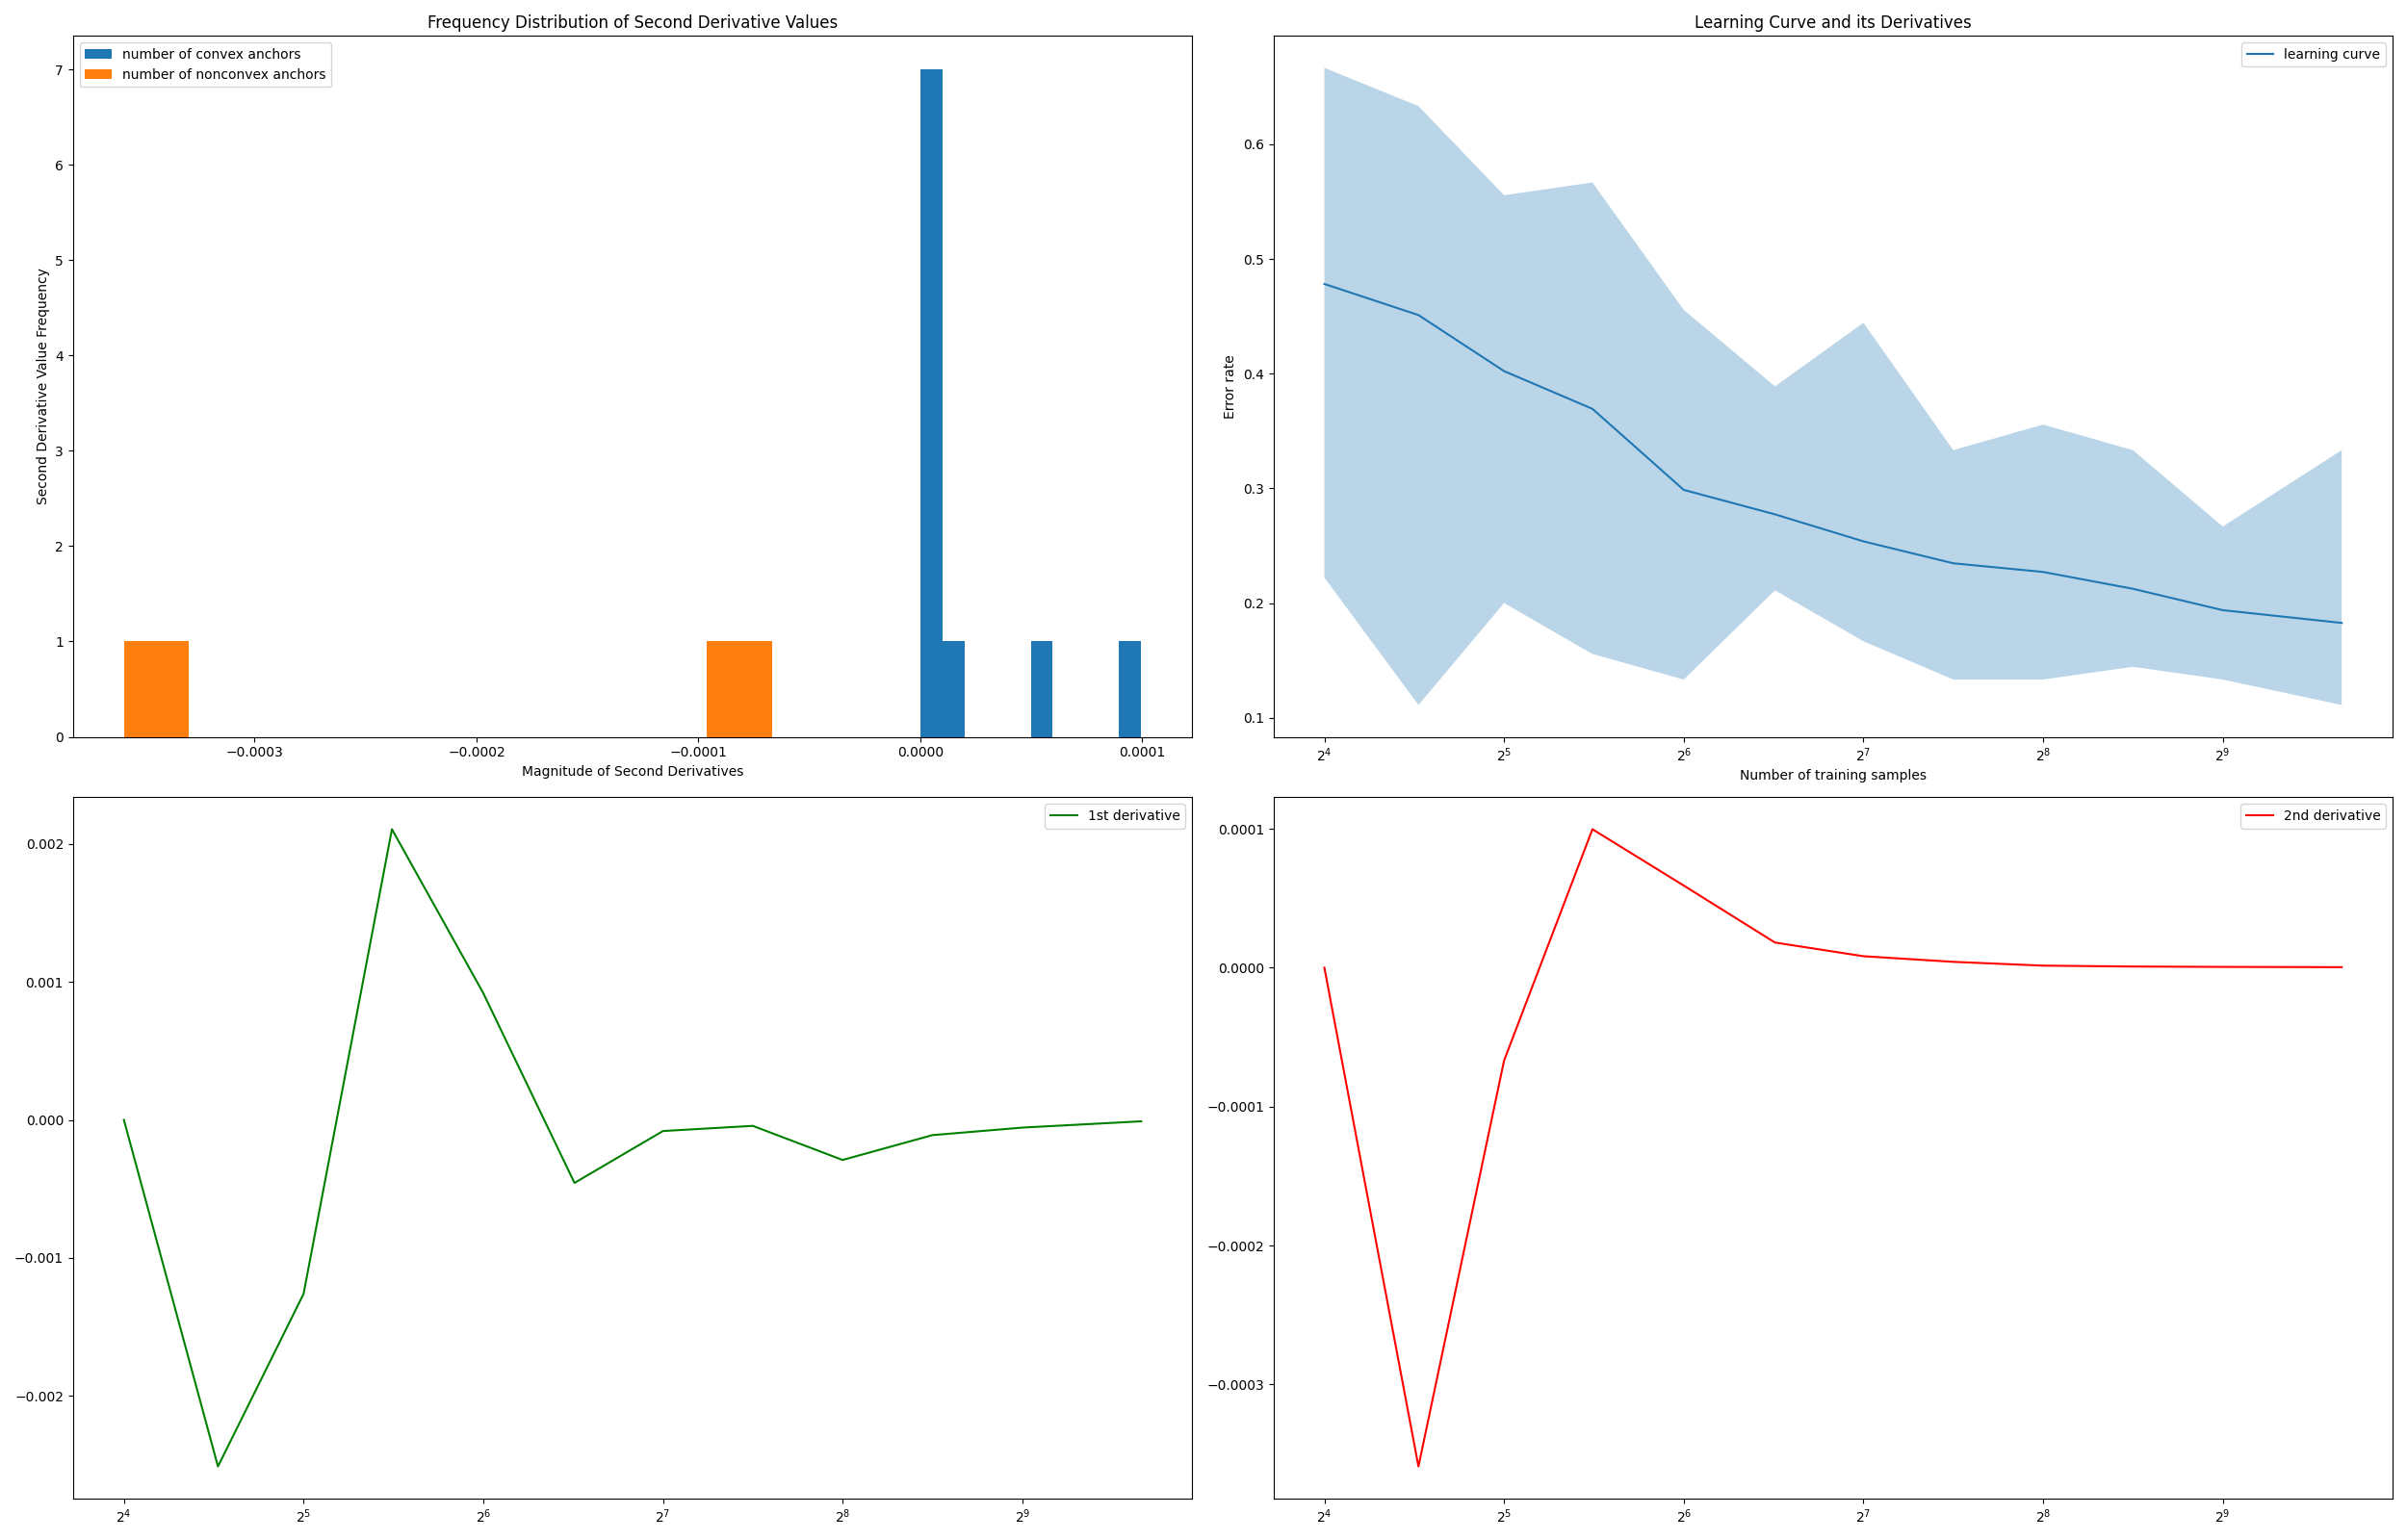 Frequency Distribution of Second Derivative Values
number of convex anchors
number of nonconvex anchors
Second Derivative Value Frequency
7
6
5
4
3
2
1
0
−0.0003 −0.0002 −0.0001 0.0000 0.0001
Magnitude of Second Derivatives
Learning Curve and its Derivatives
learning curve
Error rate
0.6
0.5
0.4
0.3
0.2
0.1
2⁴ 2⁵ 2⁶ 2⁷ 2⁸ 2⁹
Number of training samples
1st derivative
0.002
0.001
0.000
−0.001
−0.002
2⁴ 2⁵ 2⁶ 2⁷ 2⁸ 2⁹
2nd derivative
0.0001
0.0000
−0.0001
−0.0002
−0.0003
2⁴ 2⁵ 2⁶ 2⁷ 2⁸ 2⁹